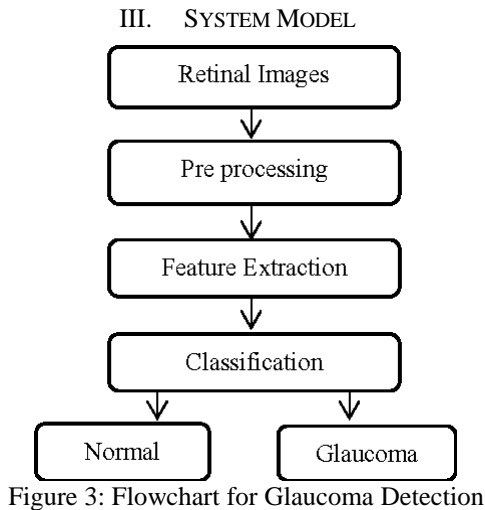 III. SYSTEM MODEL
Retinal Images
Pre processing
Feature Extraction
Classification
Normal Glaucoma
Figure 3: Flowchart for Glaucoma Detection